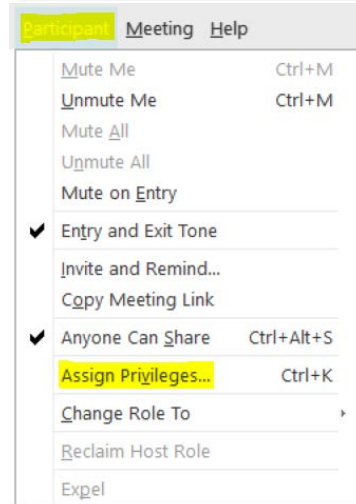 Participant Meeting Help
Mute Me Ctrl+M
Unmute Me Ctrl+M
Mute All
Unmute All
Mute on Entry
Entry and Exit Tone
Invite and Remind...
Copy Meeting Link
Anyone Can Share Ctrl+Alt+S
Assign Privileges... Ctrl+K
Change Role To
Reclaim Host Role
Expel